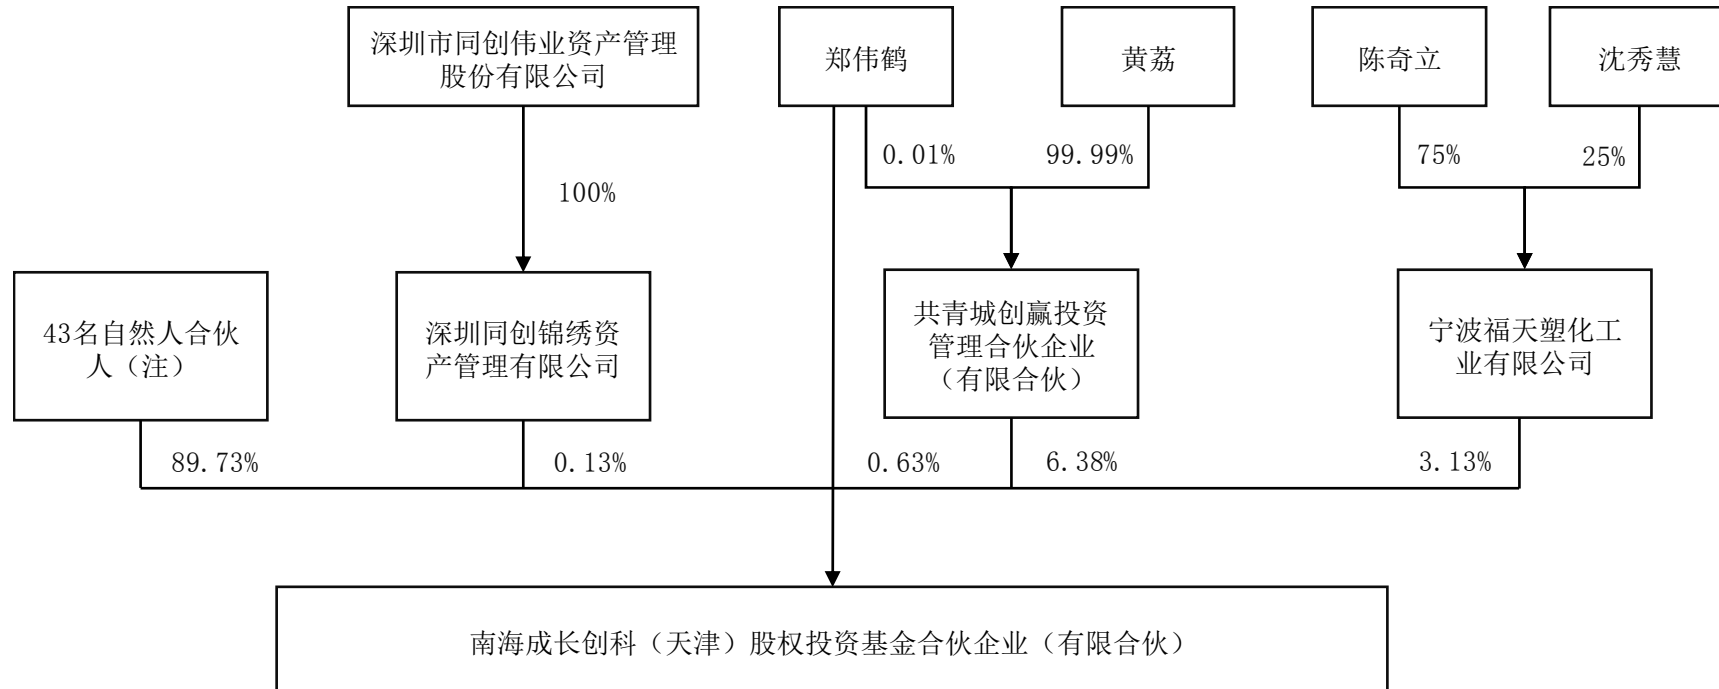 深圳市同创伟业资产管理
股份有限公司
郑伟鹤
黄荔
陈奇立
沈秀慧
0.01%
99.99%
75%
25%
100%
43名自然人合伙
人（注）
深圳同创锦绣资
产管理有限公司
共青城创赢投资
管理合伙企业
（有限合伙）
宁波福天塑化工
业有限公司
89.73%
0.13%
0.63%
6.38%
3.13%
南海成长创科（天津）股权投资基金合伙企业（有限合伙）